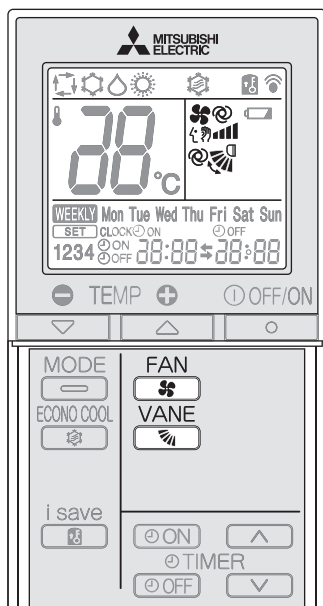 MITSUBISHI
ELECTRIC
88°C
WEEKLY Mon Tue Wed Thu Fri Sat Sun
SET CLOCK ON OFF
1234 ON OFF 88:88 88:88
TEMP OFF/ON
MODE FAN
ECONO COOL VANE
i save
ON
TIMER
OFF